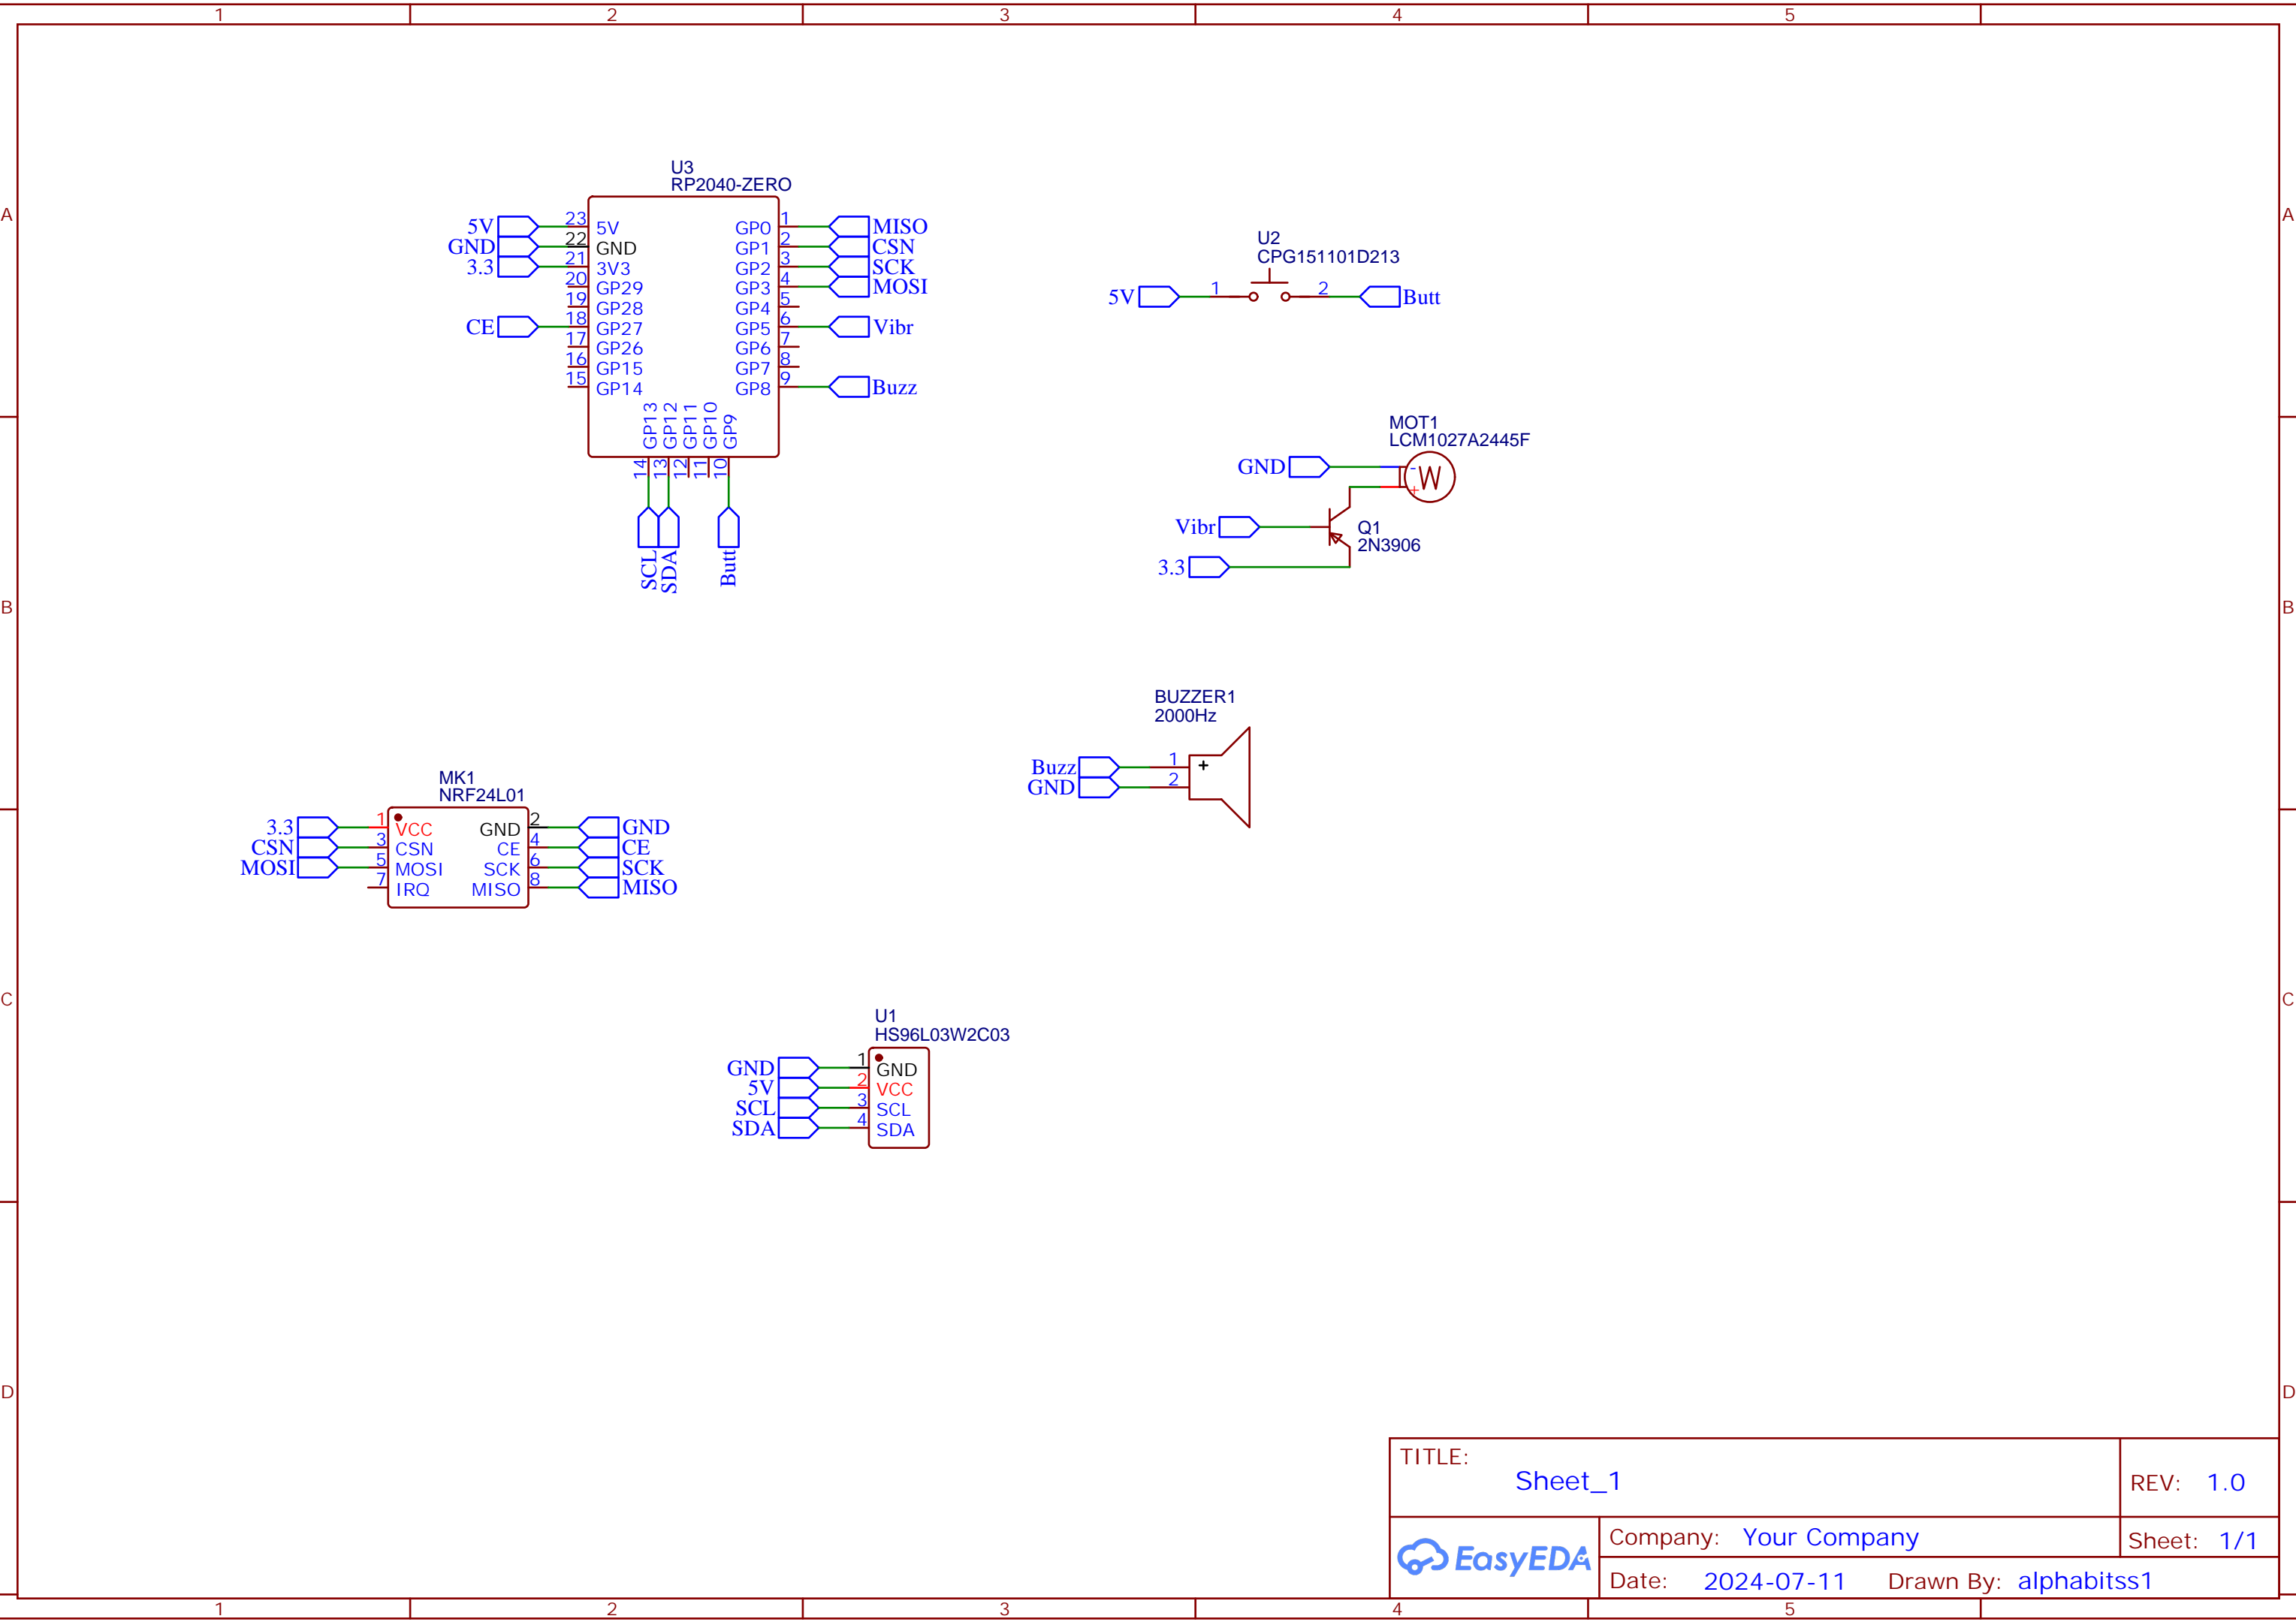 1 2 3 4 5
A A
B B
C C
D D
U3
RP2040-ZERO
5V 23 5V GP0 1 MISO
GND 22 GND GP1 2 CSN
3.3 21 3V3 GP2 3 SCK
20 GP29 GP3 4 MOSI
19 GP28 GP4 5
CE 18 GP27 GP5 6 Vibr
17 GP26 GP6 7
16 GP15 GP7 8
15 GP14 GP8 9 Buzz
GP13 GP12 GP11 GP10 GP9
14 13 12 11 10
SCL SDA Butt
U2
CPG151101D213
5V 1 2 Butt
MOT1
LCM1027A2445F
GND - W
+
Vibr
Q1
2N3906
3.3
BUZZER1
2000Hz
Buzz 1 +
GND 2
MK1
NRF24L01
3.3 1 VCC GND 2 GND
CSN 3 CSN CE 4 CE
MOSI 5 MOSI SCK 6 SCK
7 IRQ MISO 8 MISO
U1
HS96L03W2C03
GND 1 GND
5V 2 VCC
SCL 3 SCL
SDA 4 SDA
TITLE:
Sheet_1
REV: 1.0
EasyEDA
Company: Your Company
Sheet: 1/1
Date: 2024-07-11 Drawn By: alphabitss1
1 2 3 4 5